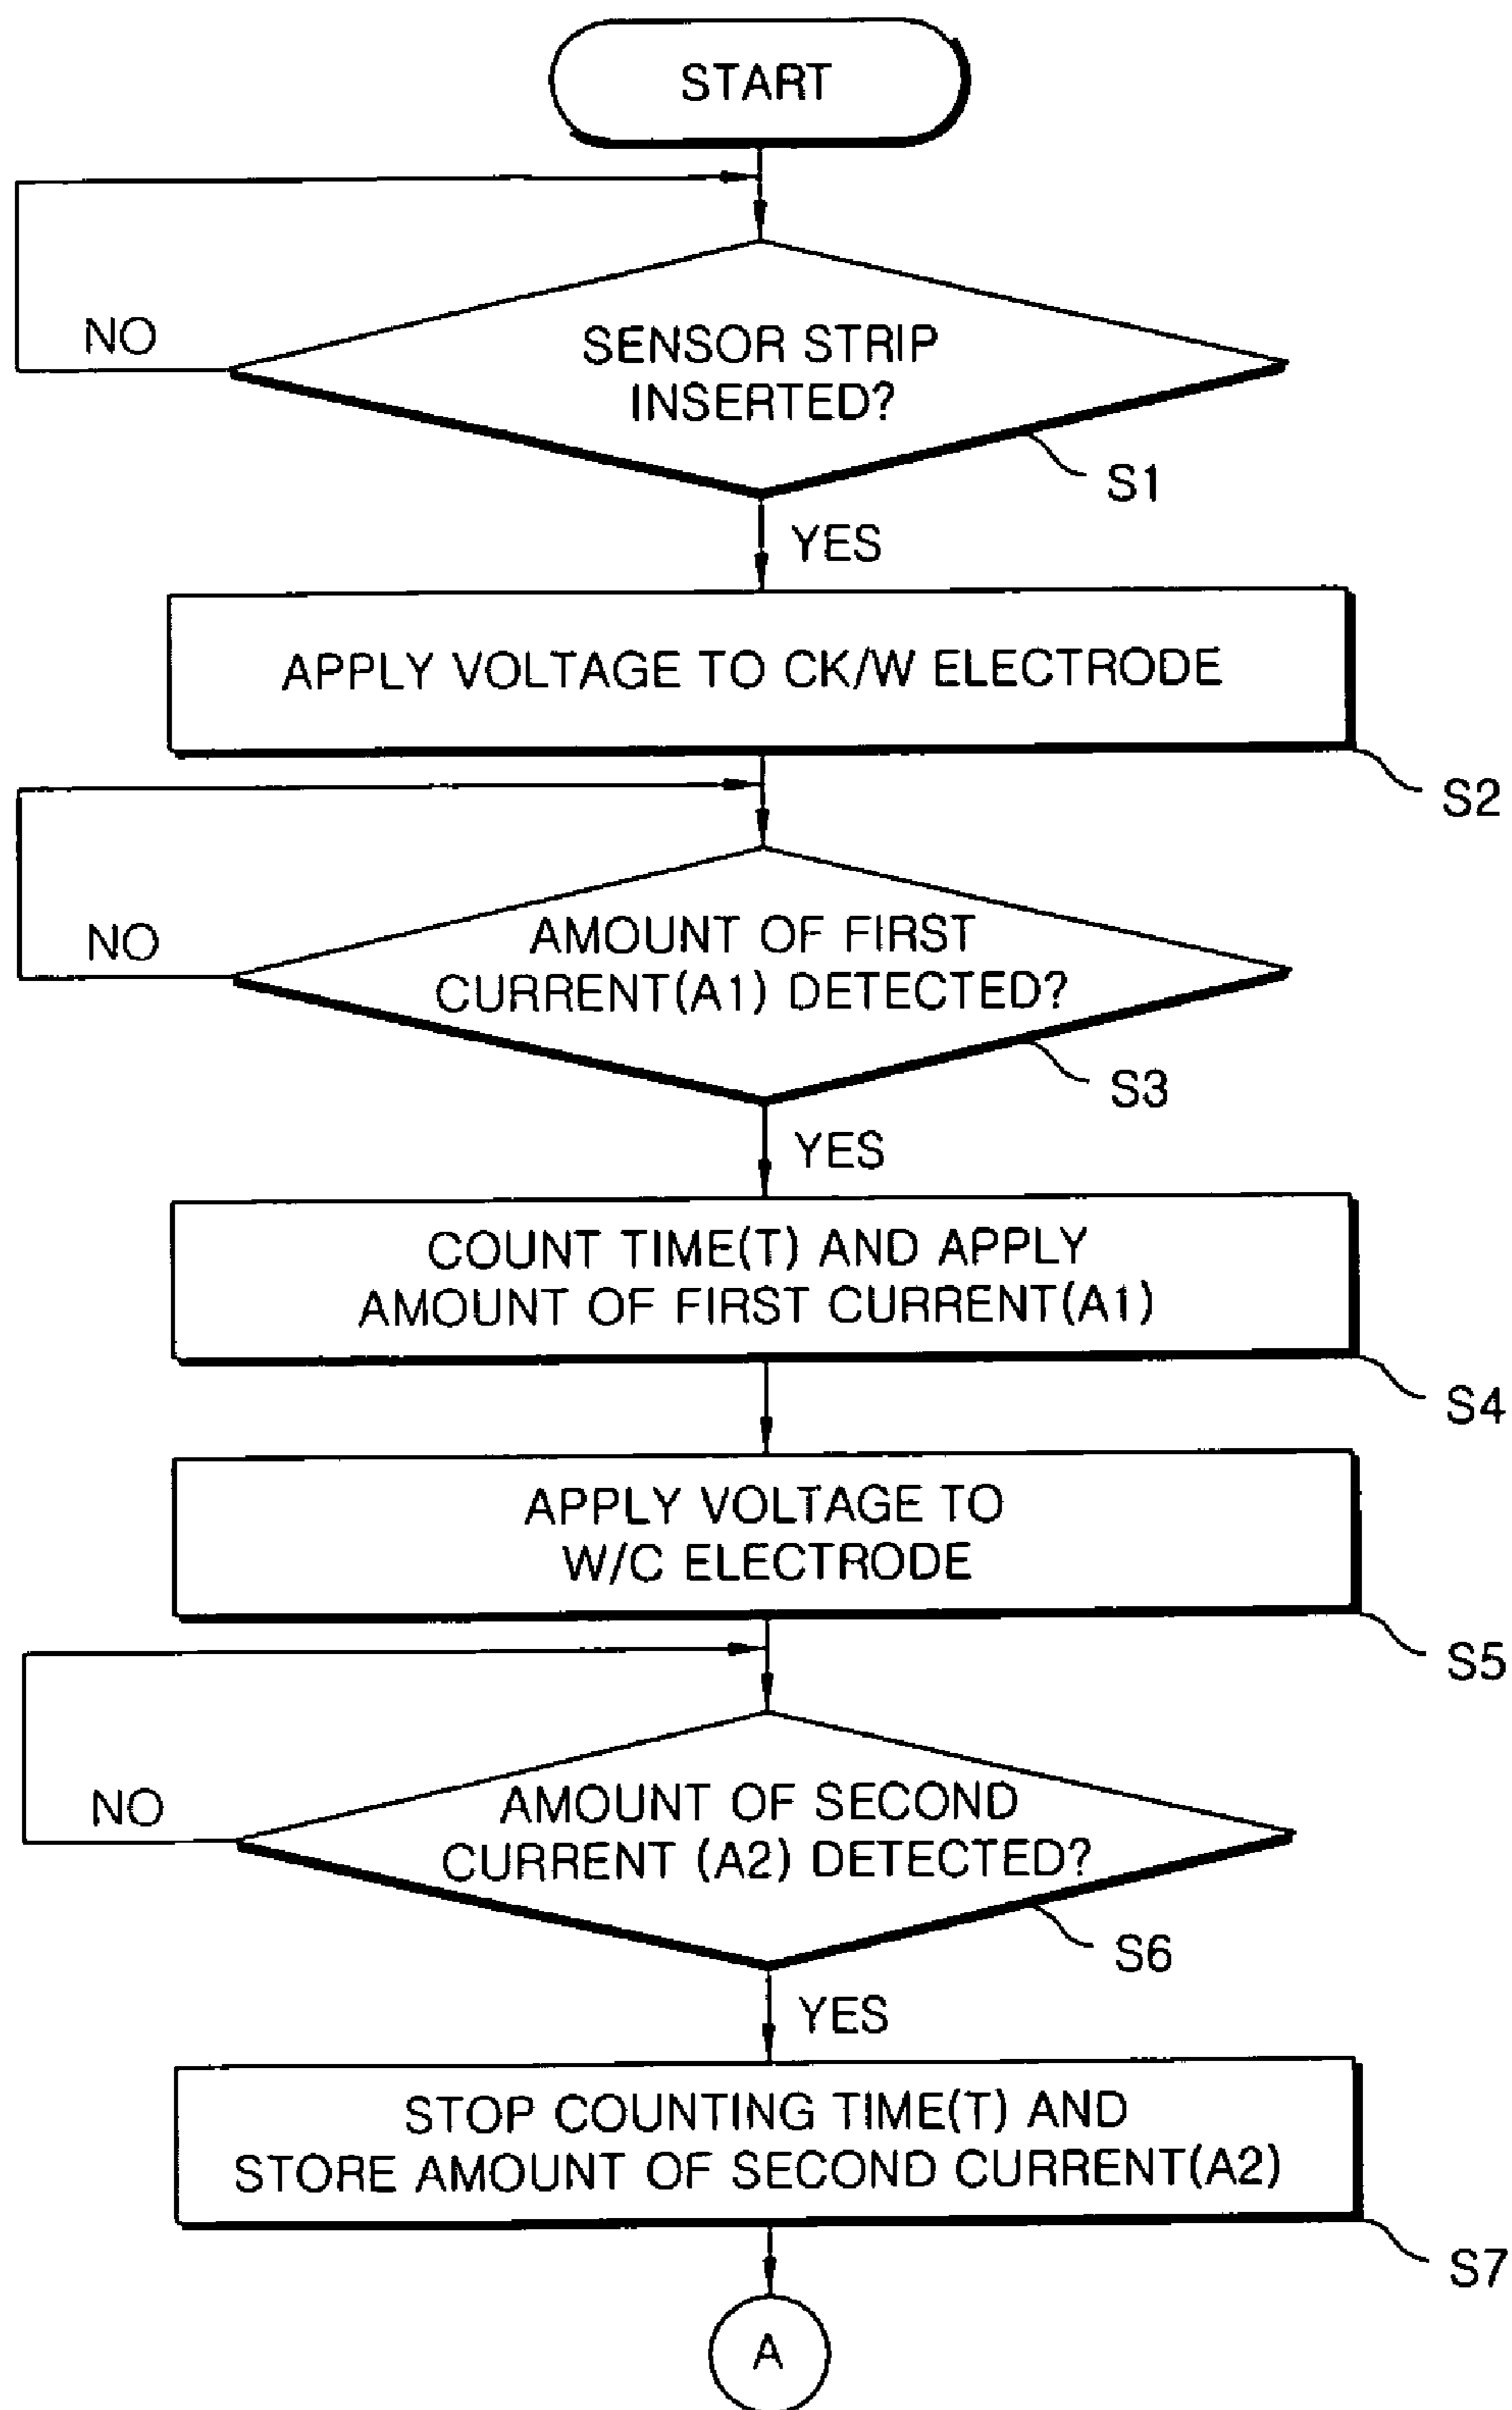 START
NO
SENSOR STRIP
INSERTED?
S1
YES
APPLY VOLTAGE TO CK/W ELECTRODE
S2
NO
AMOUNT OF FIRST
CURRENT(A1) DETECTED?
S3
YES
COUNT TIME(T) AND APPLY
AMOUNT OF FIRST CURRENT(A1)
S4
APPLY VOLTAGE TO
W/C ELECTRODE
S5
NO
AMOUNT OF SECOND
CURRENT (A2) DETECTED?
S6
YES
STOP COUNTING TIME(T) AND
STORE AMOUNT OF SECOND CURRENT(A2)
S7
A